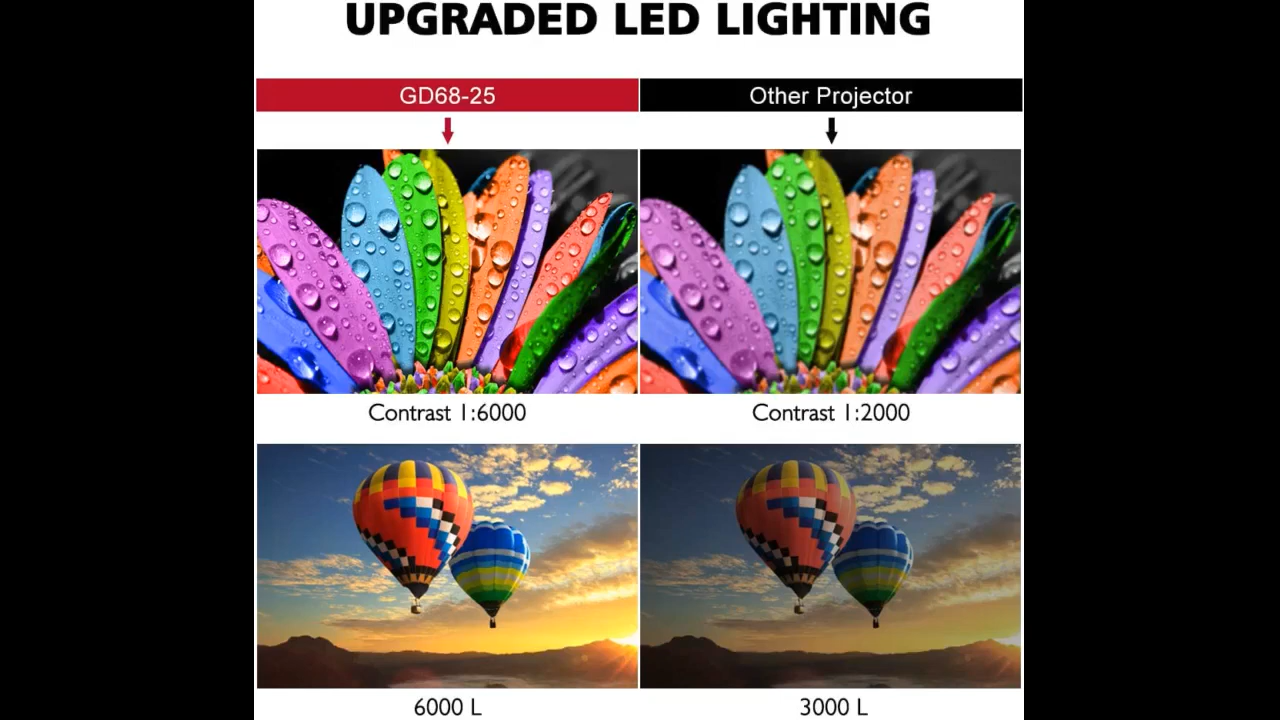 UPGRADED LED LIGHTING
GD68-25
Other Projector
Contrast 1:6000
Contrast 1:2000
6000 L
3000 L